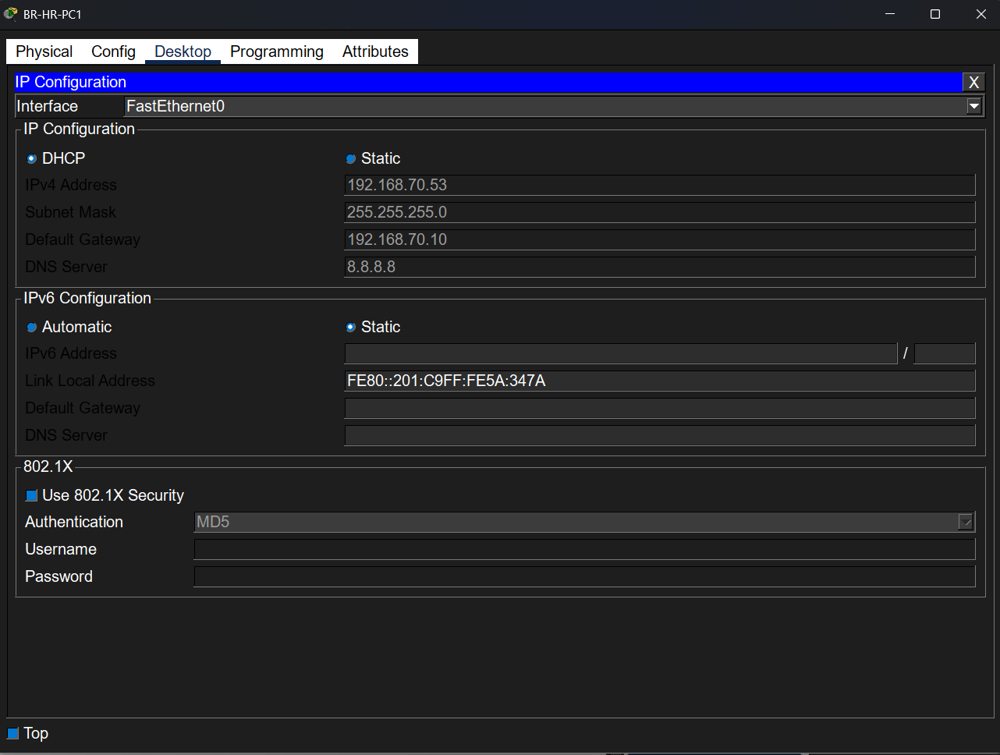 BR-HR-PC1
Physical Config Desktop Programming Attributes
IP Configuration X
Interface FastEthernet0
IP Configuration
DHCP Static
IPv4 Address 192.168.70.53
Subnet Mask 255.255.255.0
Default Gateway 192.168.70.10
DNS Server 8.8.8.8
IPv6 Configuration
Automatic Static
IPv6 Address /
Link Local Address FE80::201:C9FF:FE5A:347A
Default Gateway
DNS Server
802.1X
Use 802.1X Security
Authentication MD5
Username
Password
Top